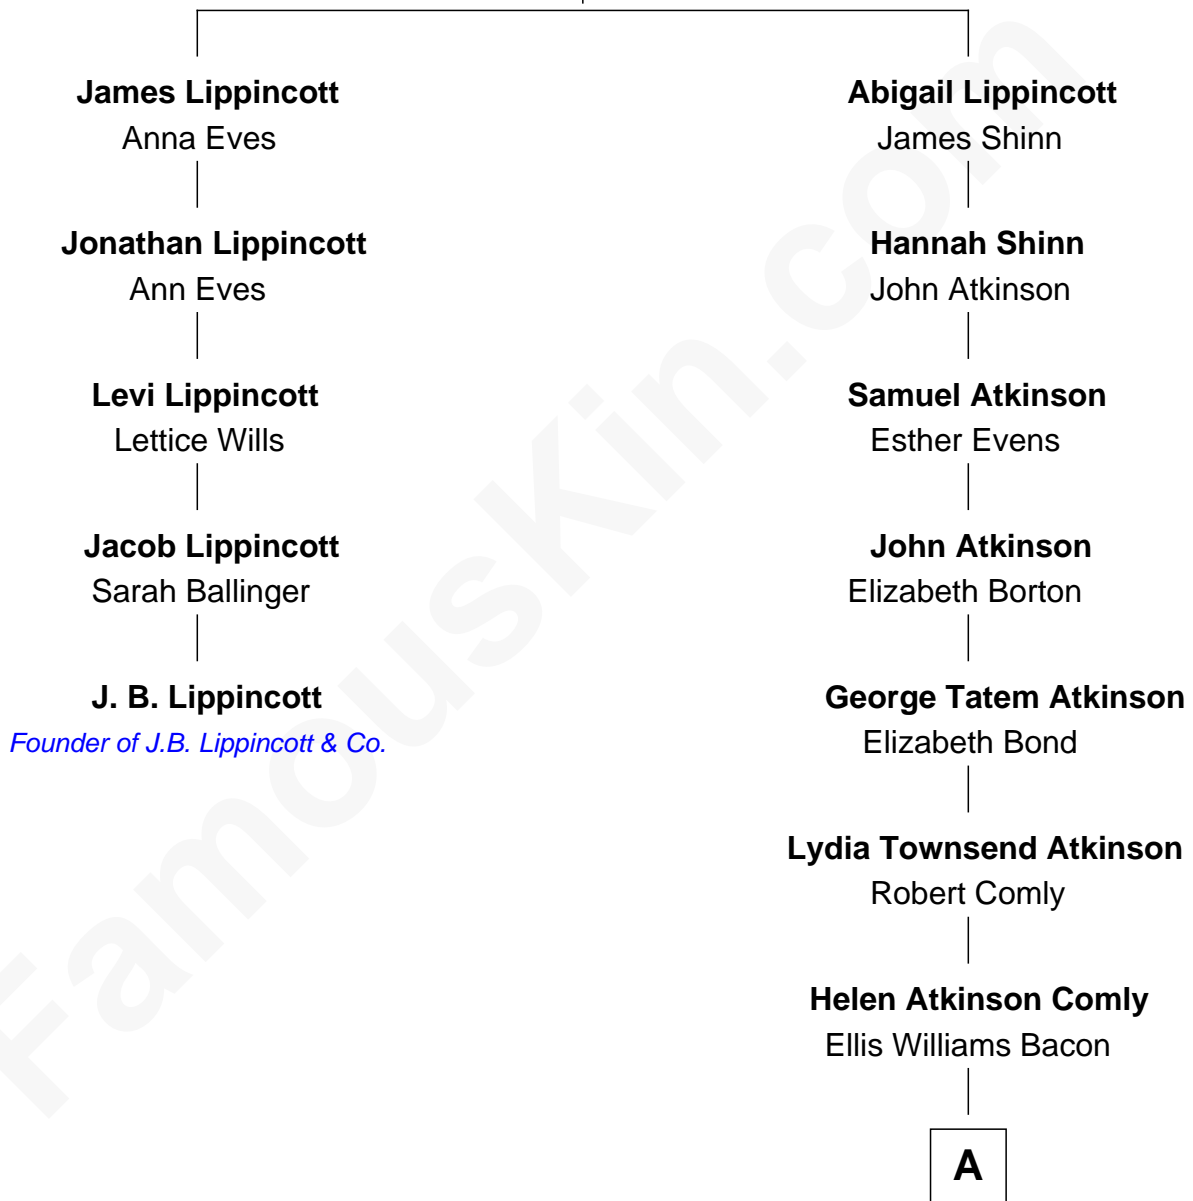 James Lippincott
Anna Eves
Jonathan Lippincott
Ann Eves
Levi Lippincott
Lettice Wills
Jacob Lippincott
Sarah Ballinger
J. B. Lippincott
Founder of J.B. Lippincott & Co.
Abigail Lippincott
James Shinn
Hannah Shinn
John Atkinson
Samuel Atkinson
Esther Evens
John Atkinson
Elizabeth Borton
George Tatem Atkinson
Elizabeth Bond
Lydia Townsend Atkinson
Robert Comly
Helen Atkinson Comly
Ellis Williams Bacon
A
FamousKin.com